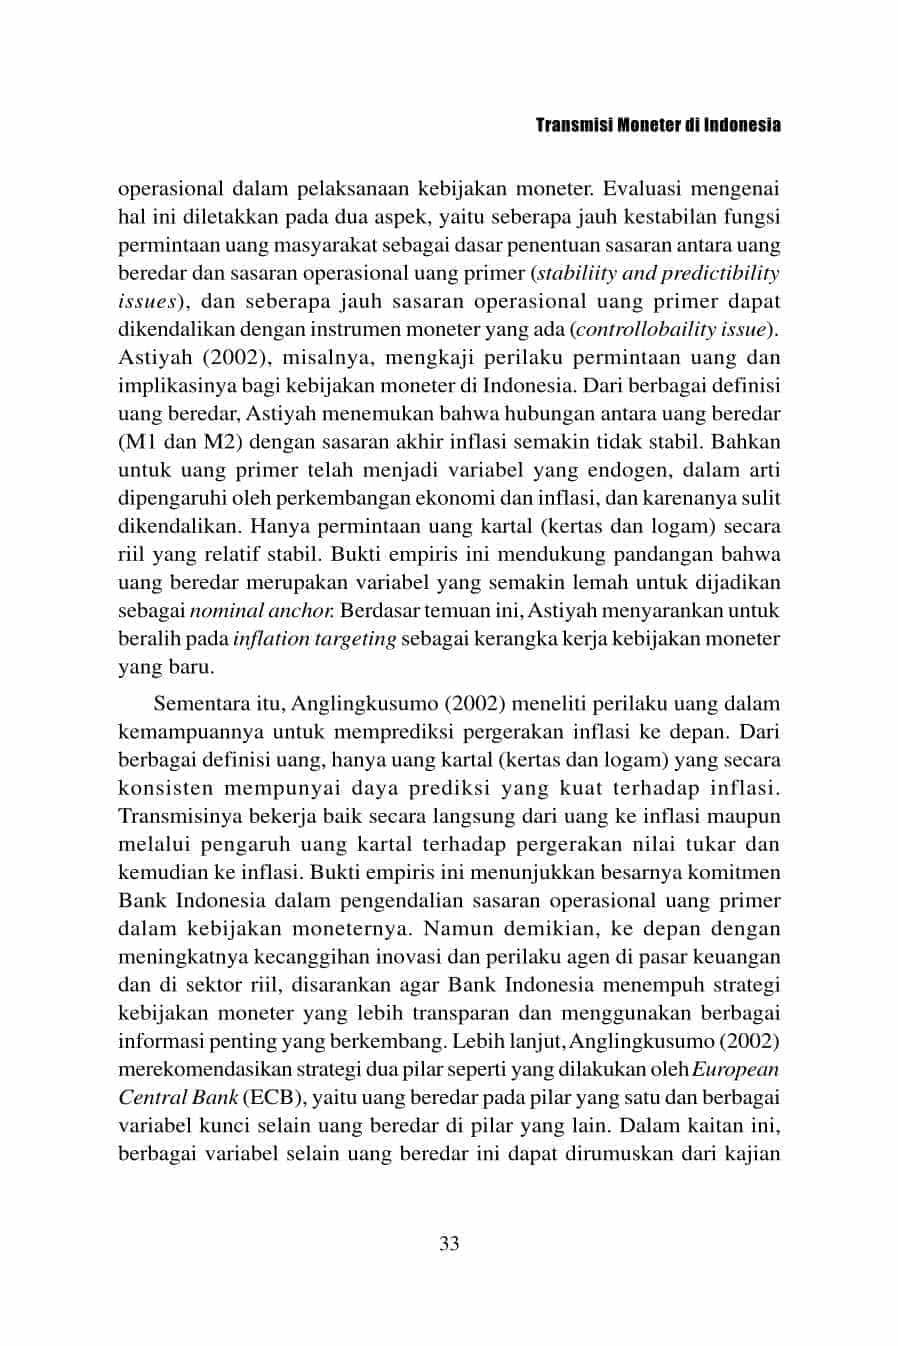 Transmisi Moneter di Indonesia
operasional dalam pelaksanaan kebijakan moneter. Evaluasi mengenai
hal ini diletakkan pada dua aspek, yaitu seberapa jauh kestabilan fungsi
permintaan uang masyarakat sebagai dasar penentuan sasaran antara uang
beredar dan sasaran operasional uang primer (stabiliity and predictibility
issues), dan seberapa jauh sasaran operasional uang primer dapat
dikendalikan dengan instrumen moneter yang ada (controllobaility issue).
Astiyah (2002), misalnya, mengkaji perilaku permintaan uang dan
implikasinya bagi kebijakan moneter di Indonesia. Dari berbagai definisi
uang beredar, Astiyah menemukan bahwa hubungan antara uang beredar
(M1 dan M2) dengan sasaran akhir inflasi semakin tidak stabil. Bahkan
untuk uang primer telah menjadi variabel yang endogen, dalam arti
dipengaruhi oleh perkembangan ekonomi dan inflasi, dan karenanya sulit
dikendalikan. Hanya permintaan uang kartal (kertas dan logam) secara
riil yang relatif stabil. Bukti empiris ini mendukung pandangan bahwa
uang beredar merupakan variabel yang semakin lemah untuk dijadikan
sebagai nominal anchor. Berdasar temuan ini, Astiyah menyarankan untuk
beralih pada inflation targeting sebagai kerangka kerja kebijakan moneter
yang baru.
Sementara itu, Anglingkusumo (2002) meneliti perilaku uang dalam
kemampuannya untuk memprediksi pergerakan inflasi ke depan. Dari
berbagai definisi uang, hanya uang kartal (kertas dan logam) yang secara
konsisten mempunyai daya prediksi yang kuat terhadap inflasi.
Transmisinya bekerja baik secara langsung dari uang ke inflasi maupun
melalui pengaruh uang kartal terhadap pergerakan nilai tukar dan
kemudian ke inflasi. Bukti empiris ini menunjukkan besarnya komitmen
Bank Indonesia dalam pengendalian sasaran operasional uang primer
dalam kebijakan moneternya. Namun demikian, ke depan dengan
meningkatnya kecanggihan inovasi dan perilaku agen di pasar keuangan
dan di sektor riil, disarankan agar Bank Indonesia menempuh strategi
kebijakan moneter yang lebih transparan dan menggunakan berbagai
informasi penting yang berkembang. Lebih lanjut, Anglingkusumo (2002)
merekomendasikan strategi dua pilar seperti yang dilakukan oleh European
Central Bank (ECB), yaitu uang beredar pada pilar yang satu dan berbagai
variabel kunci selain uang beredar di pilar yang lain. Dalam kaitan ini,
berbagai variabel selain uang beredar ini dapat dirumuskan dari kajian
33